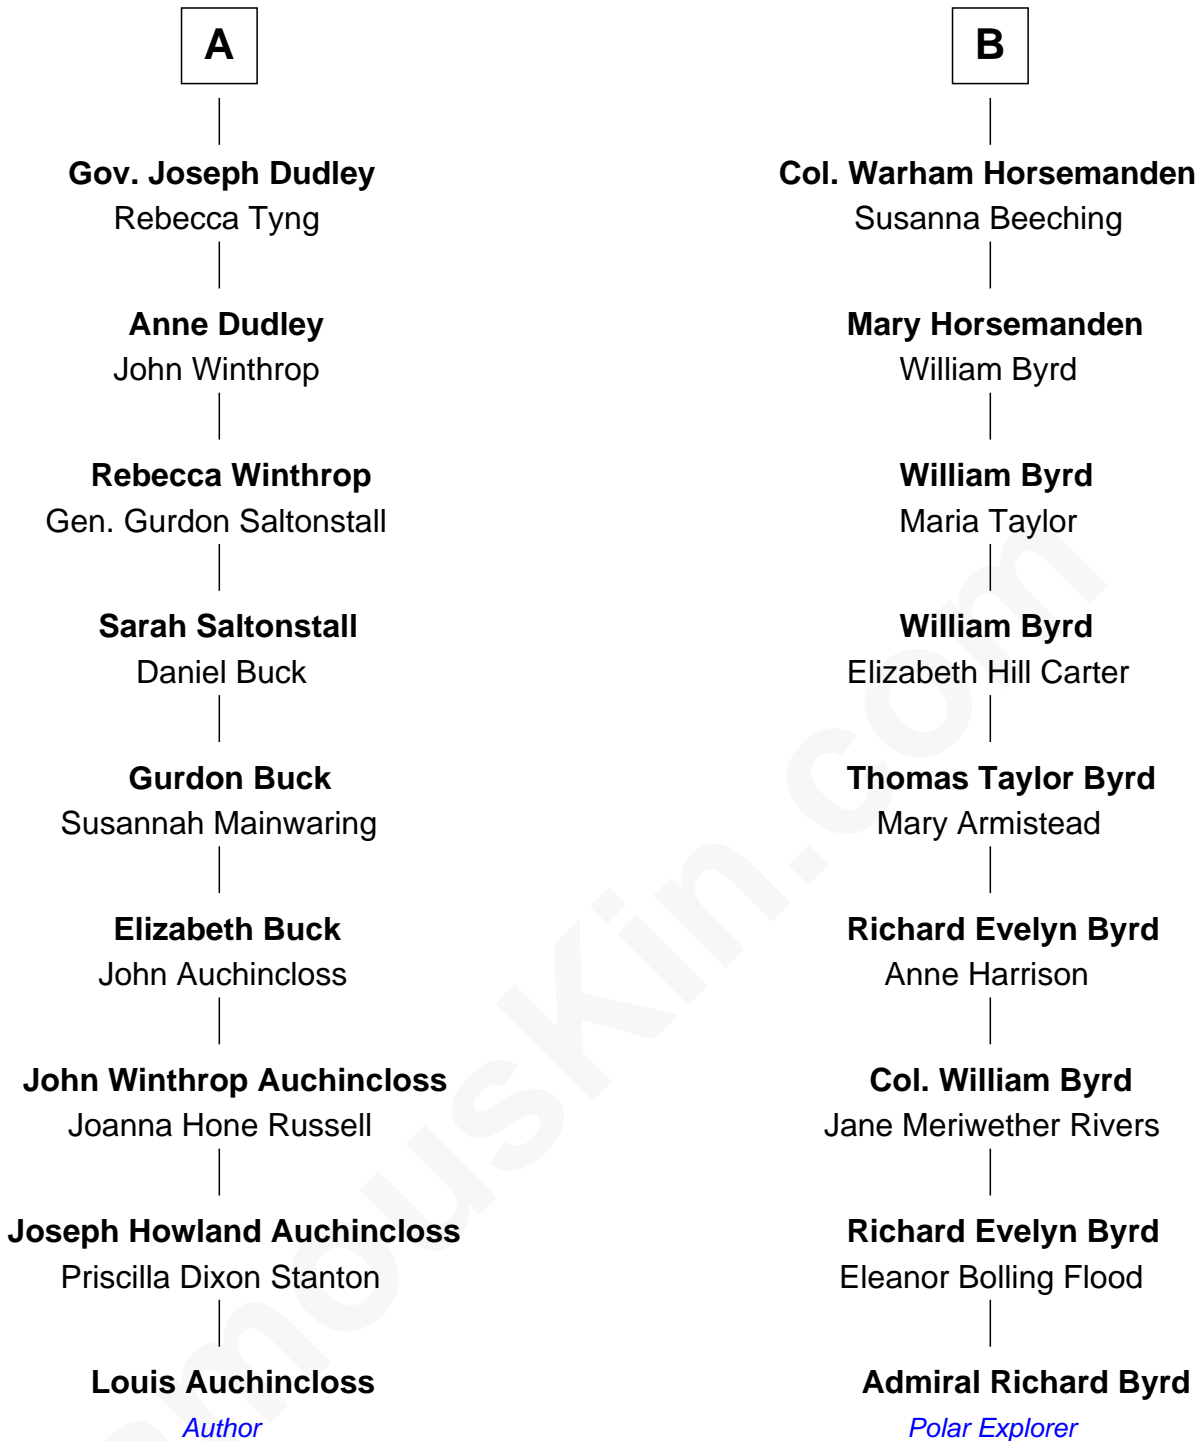 A
Gov. Joseph Dudley
Rebecca Tyng
Anne Dudley
John Winthrop
Rebecca Winthrop
Gen. Gurdon Saltonstall
Sarah Saltonstall
Daniel Buck
Gurdon Buck
Susannah Mainwaring
Elizabeth Buck
John Auchincloss
John Winthrop Auchincloss
Joanna Hone Russell
Joseph Howland Auchincloss
Priscilla Dixon Stanton
Louis Auchincloss
Author
B
Col. Warham Horsemanden
Susanna Beeching
Mary Horsemanden
William Byrd
William Byrd
Maria Taylor
William Byrd
Elizabeth Hill Carter
Thomas Taylor Byrd
Mary Armistead
Richard Evelyn Byrd
Anne Harrison
Col. William Byrd
Jane Meriwether Rivers
Richard Evelyn Byrd
Eleanor Bolling Flood
Admiral Richard Byrd
Polar Explorer
famouskin.com